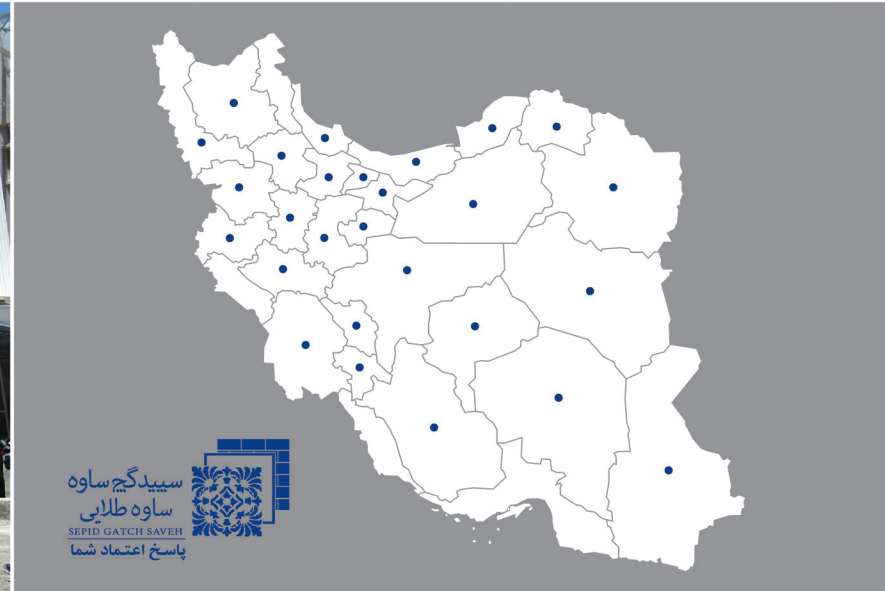 سپیدگچ ساوه
ساوه طلایی
SEPID GATCH SAVEH
پاسخ اعتماد شما